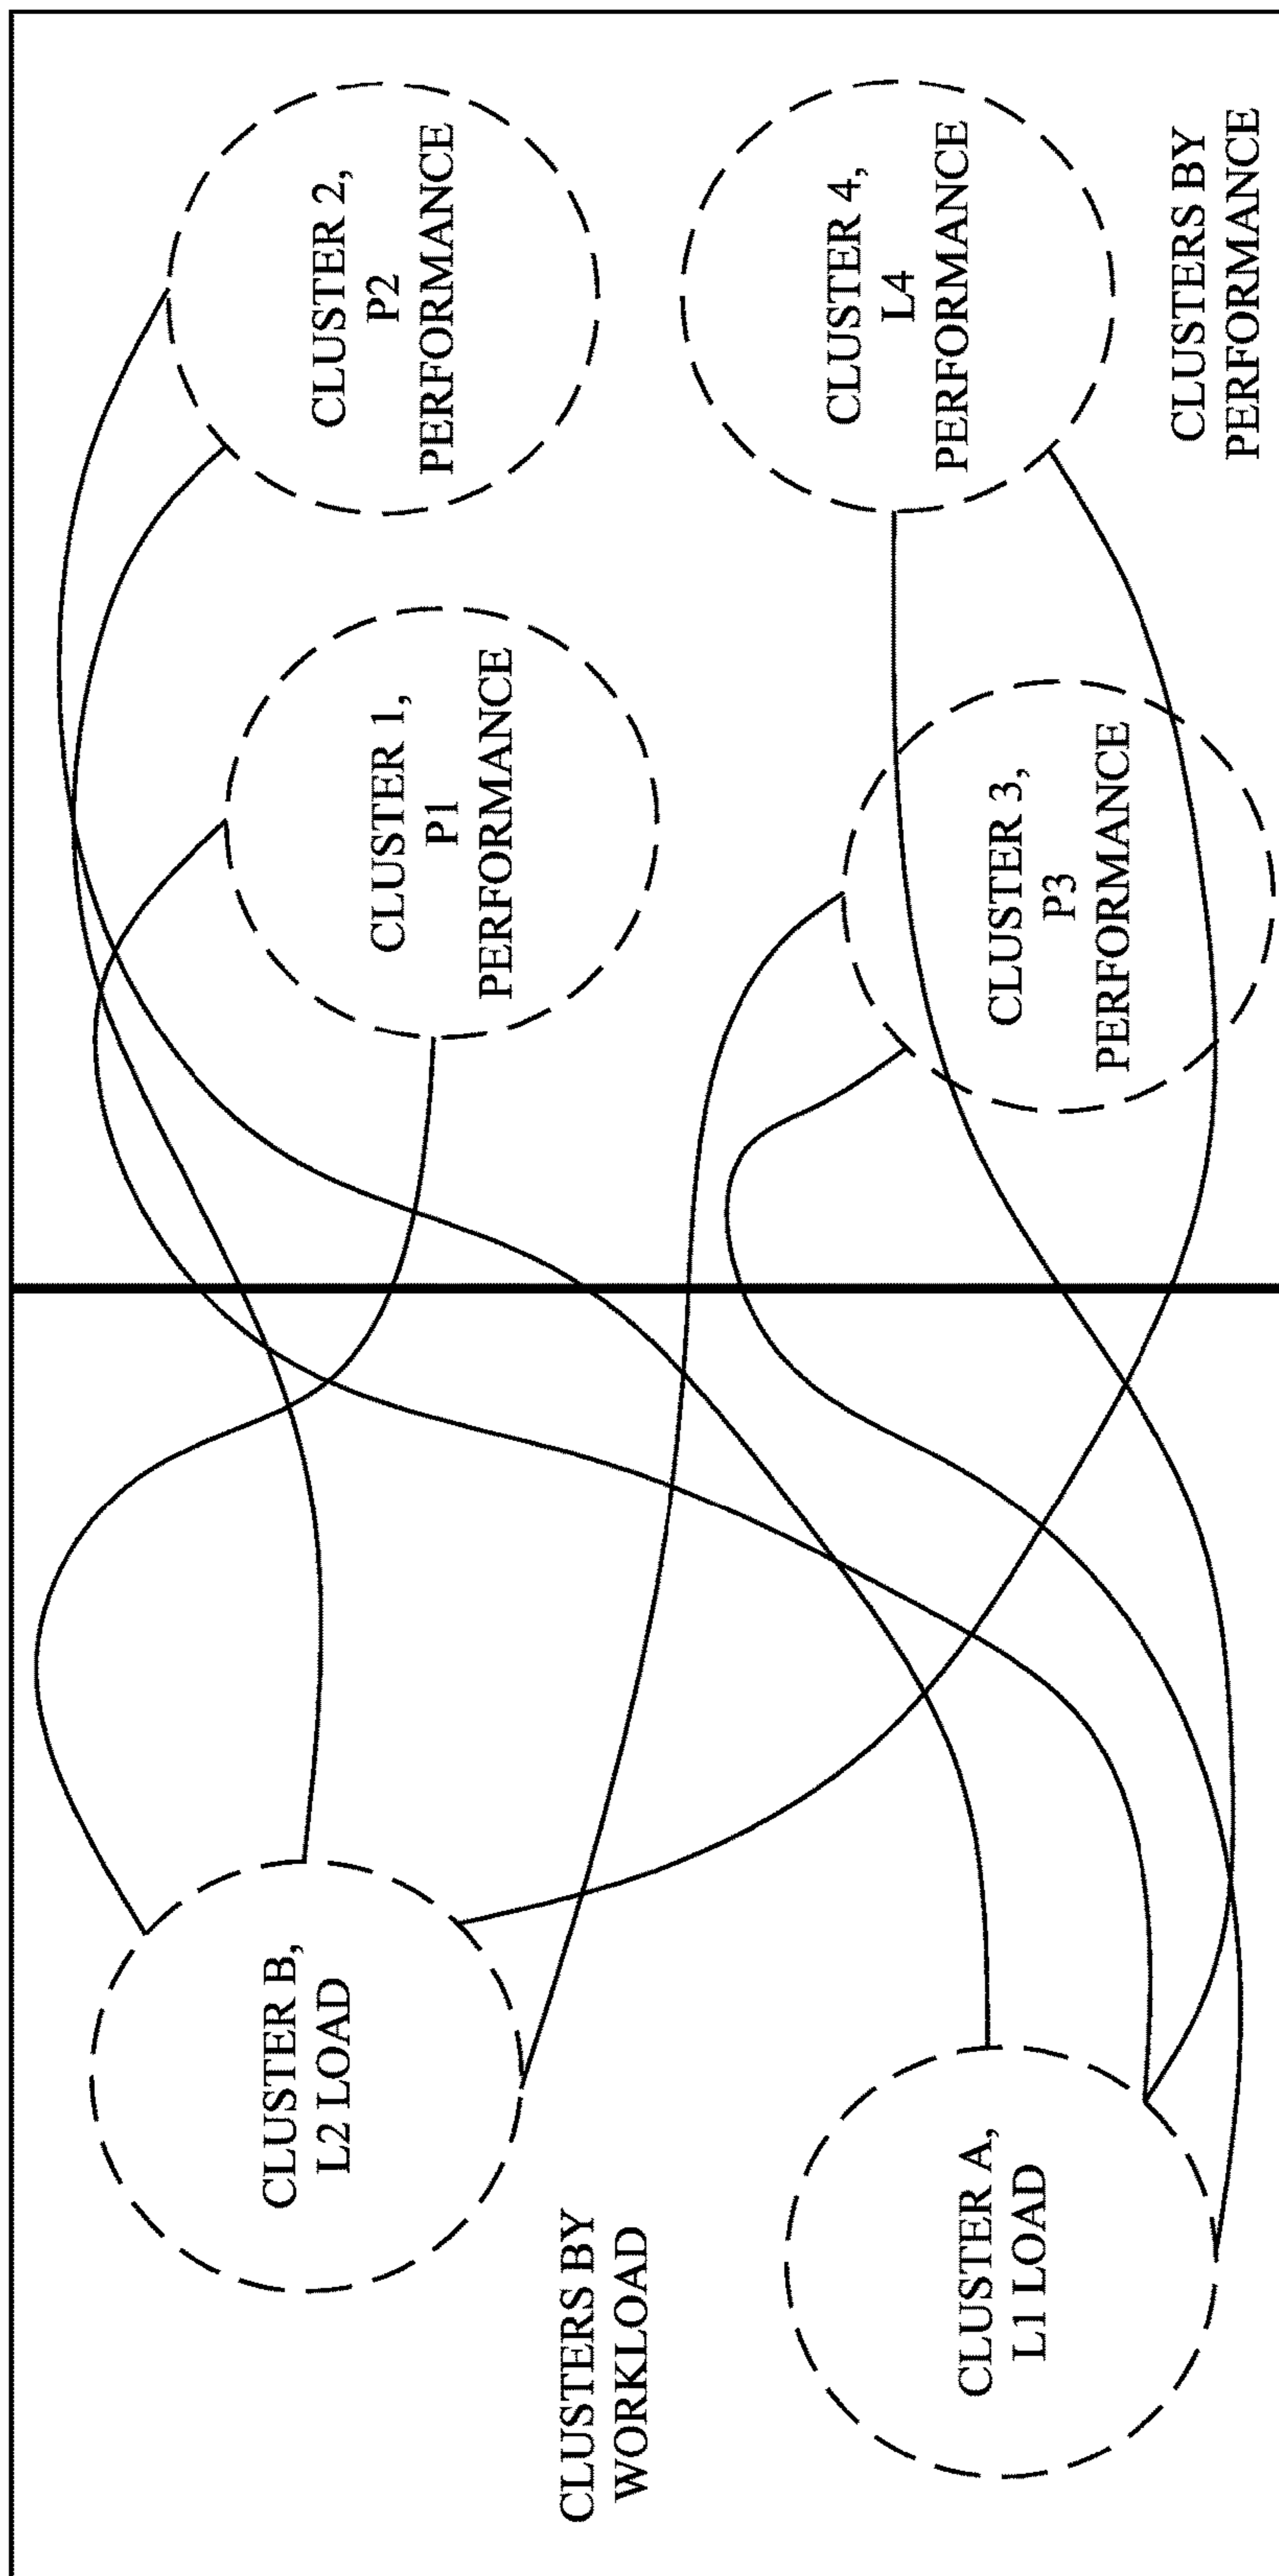 CLUSTER B,
L2 LOAD
CLUSTERS BY
WORKLOAD
CLUSTER A,
L1 LOAD
CLUSTER 1,
P1
PERFORMANCE
CLUSTER 2,
P2
PERFORMANCE
CLUSTER 3,
P3
PERFORMANCE
CLUSTER 4,
L4
PERFORMANCE
CLUSTERS BY
PERFORMANCE